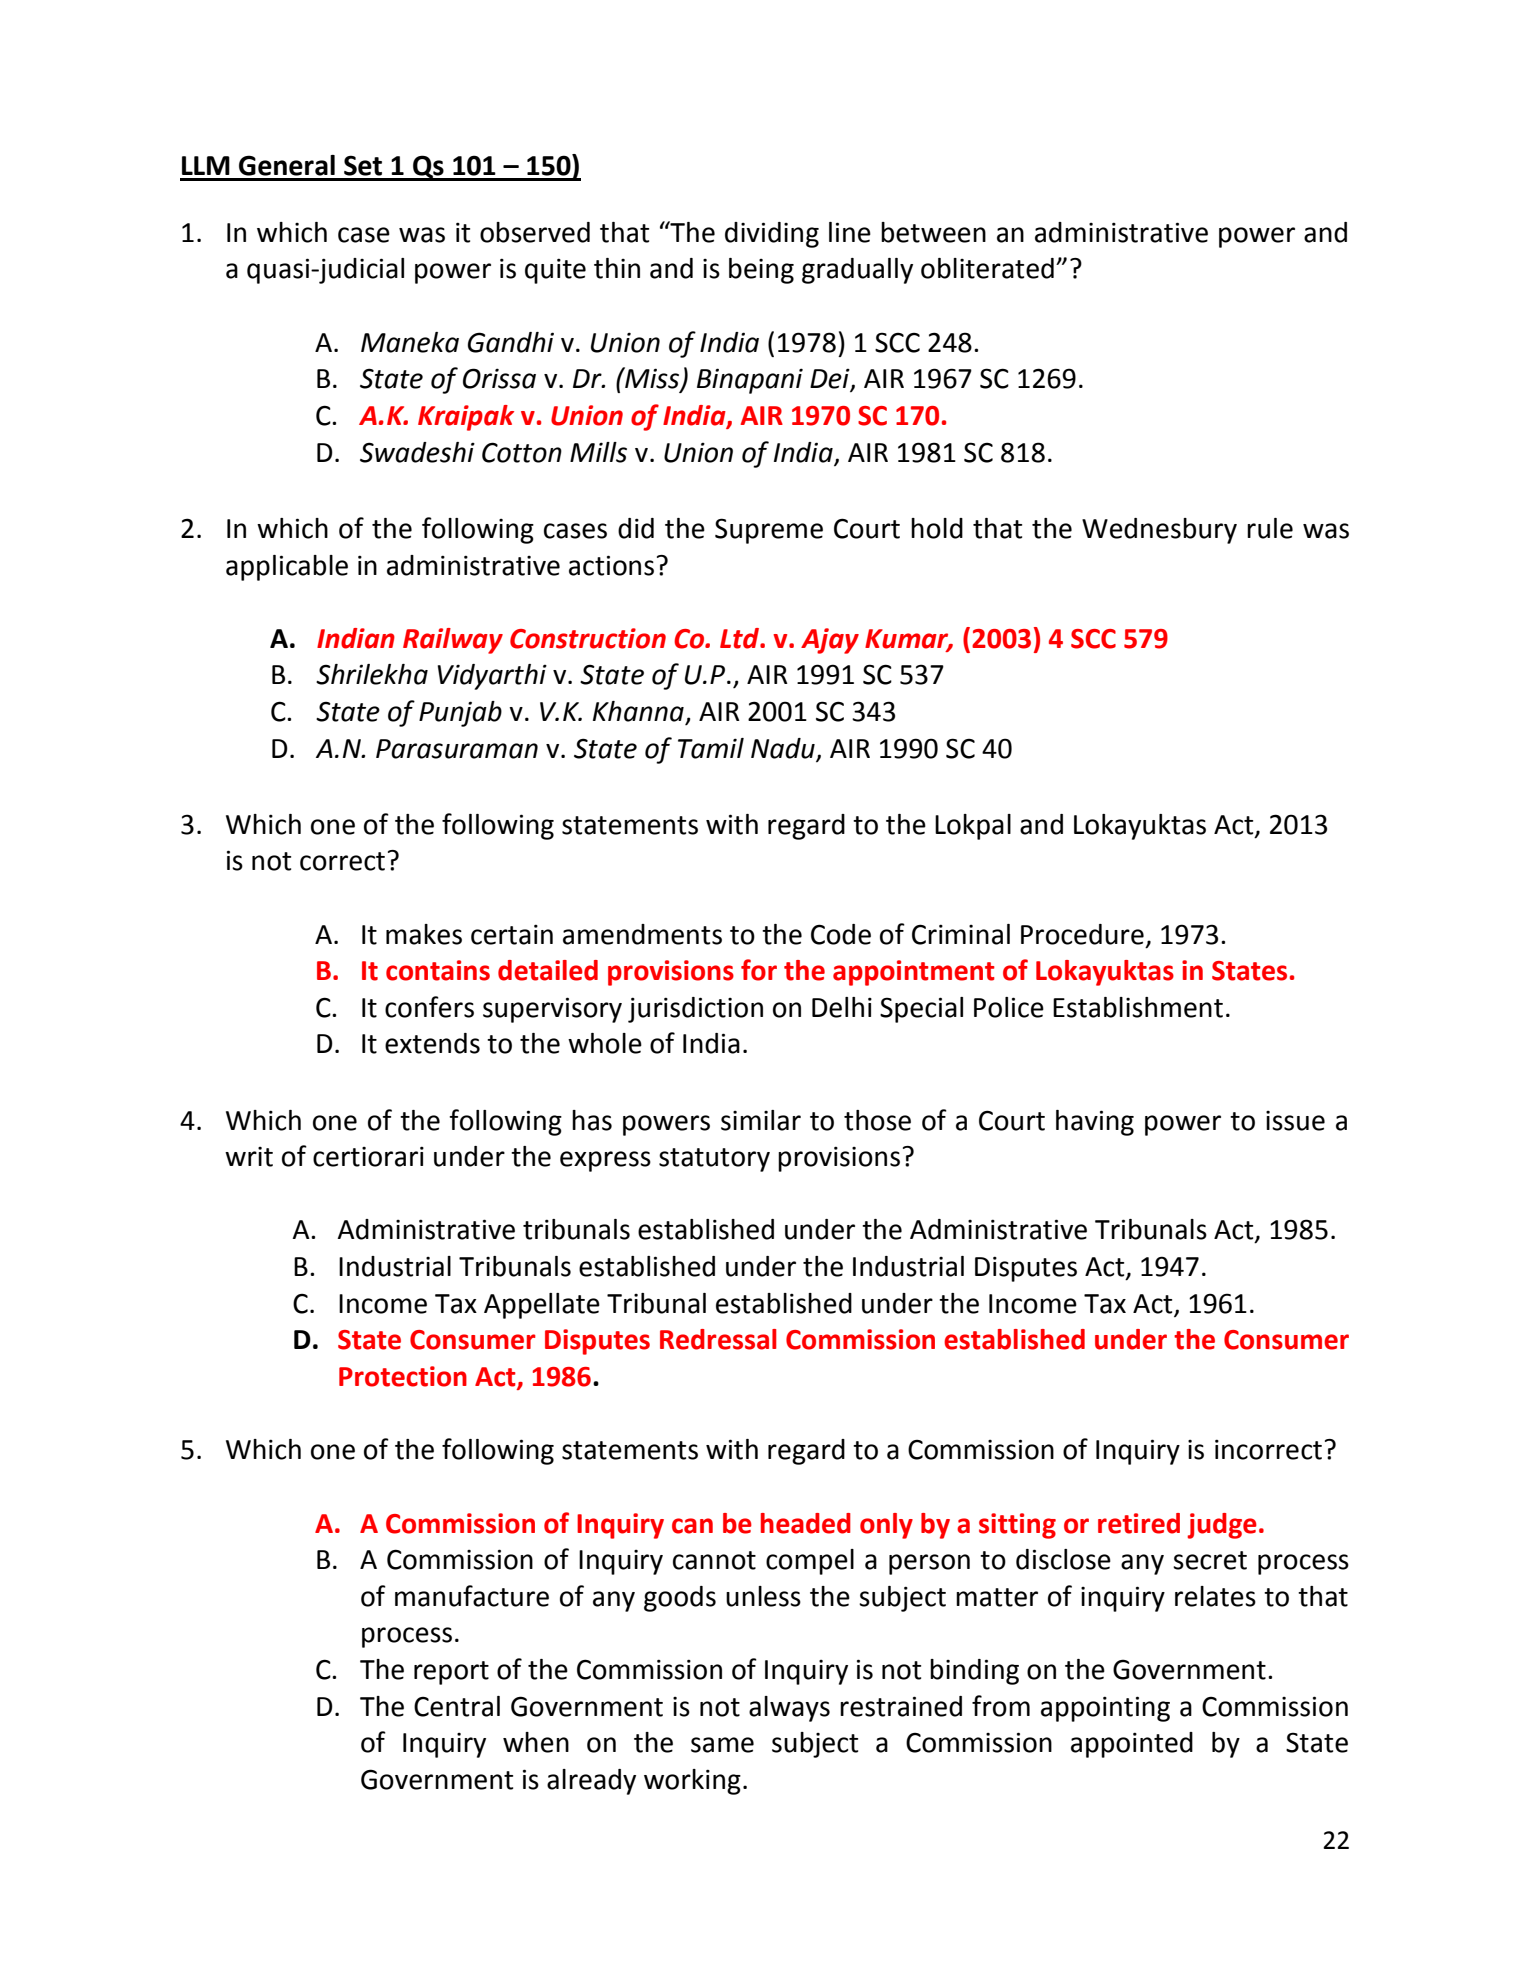 LLM General Set 1 Qs 101 – 150)
1. In which case was it observed that “The dividing line between an administrative power and
a quasi-judicial power is quite thin and is being gradually obliterated”?
A. Maneka Gandhi v. Union of India (1978) 1 SCC 248.
B. State of Orissa v. Dr. (Miss) Binapani Dei, AIR 1967 SC 1269.
C. A.K. Kraipak v. Union of India, AIR 1970 SC 170.
D. Swadeshi Cotton Mills v. Union of India, AIR 1981 SC 818.
2. In which of the following cases did the Supreme Court hold that the Wednesbury rule was
applicable in administrative actions?
A. Indian Railway Construction Co. Ltd. v. Ajay Kumar, (2003) 4 SCC 579
B. Shrilekha Vidyarthi v. State of U.P., AIR 1991 SC 537
C. State of Punjab v. V.K. Khanna, AIR 2001 SC 343
D. A.N. Parasuraman v. State of Tamil Nadu, AIR 1990 SC 40
3. Which one of the following statements with regard to the Lokpal and Lokayuktas Act, 2013
is not correct?
A. It makes certain amendments to the Code of Criminal Procedure, 1973.
B. It contains detailed provisions for the appointment of Lokayuktas in States.
C. It confers supervisory jurisdiction on Delhi Special Police Establishment.
D. It extends to the whole of India.
4. Which one of the following has powers similar to those of a Court having power to issue a
writ of certiorari under the express statutory provisions?
A. Administrative tribunals established under the Administrative Tribunals Act, 1985.
B. Industrial Tribunals established under the Industrial Disputes Act, 1947.
C. Income Tax Appellate Tribunal established under the Income Tax Act, 1961.
D. State Consumer Disputes Redressal Commission established under the Consumer
Protection Act, 1986.
5. Which one of the following statements with regard to a Commission of Inquiry is incorrect?
A. A Commission of Inquiry can be headed only by a sitting or retired judge.
B. A Commission of Inquiry cannot compel a person to disclose any secret process
of manufacture of any goods unless the subject matter of inquiry relates to that
process.
C. The report of the Commission of Inquiry is not binding on the Government.
D. The Central Government is not always restrained from appointing a Commission
of Inquiry when on the same subject a Commission appointed by a State
Government is already working.
22